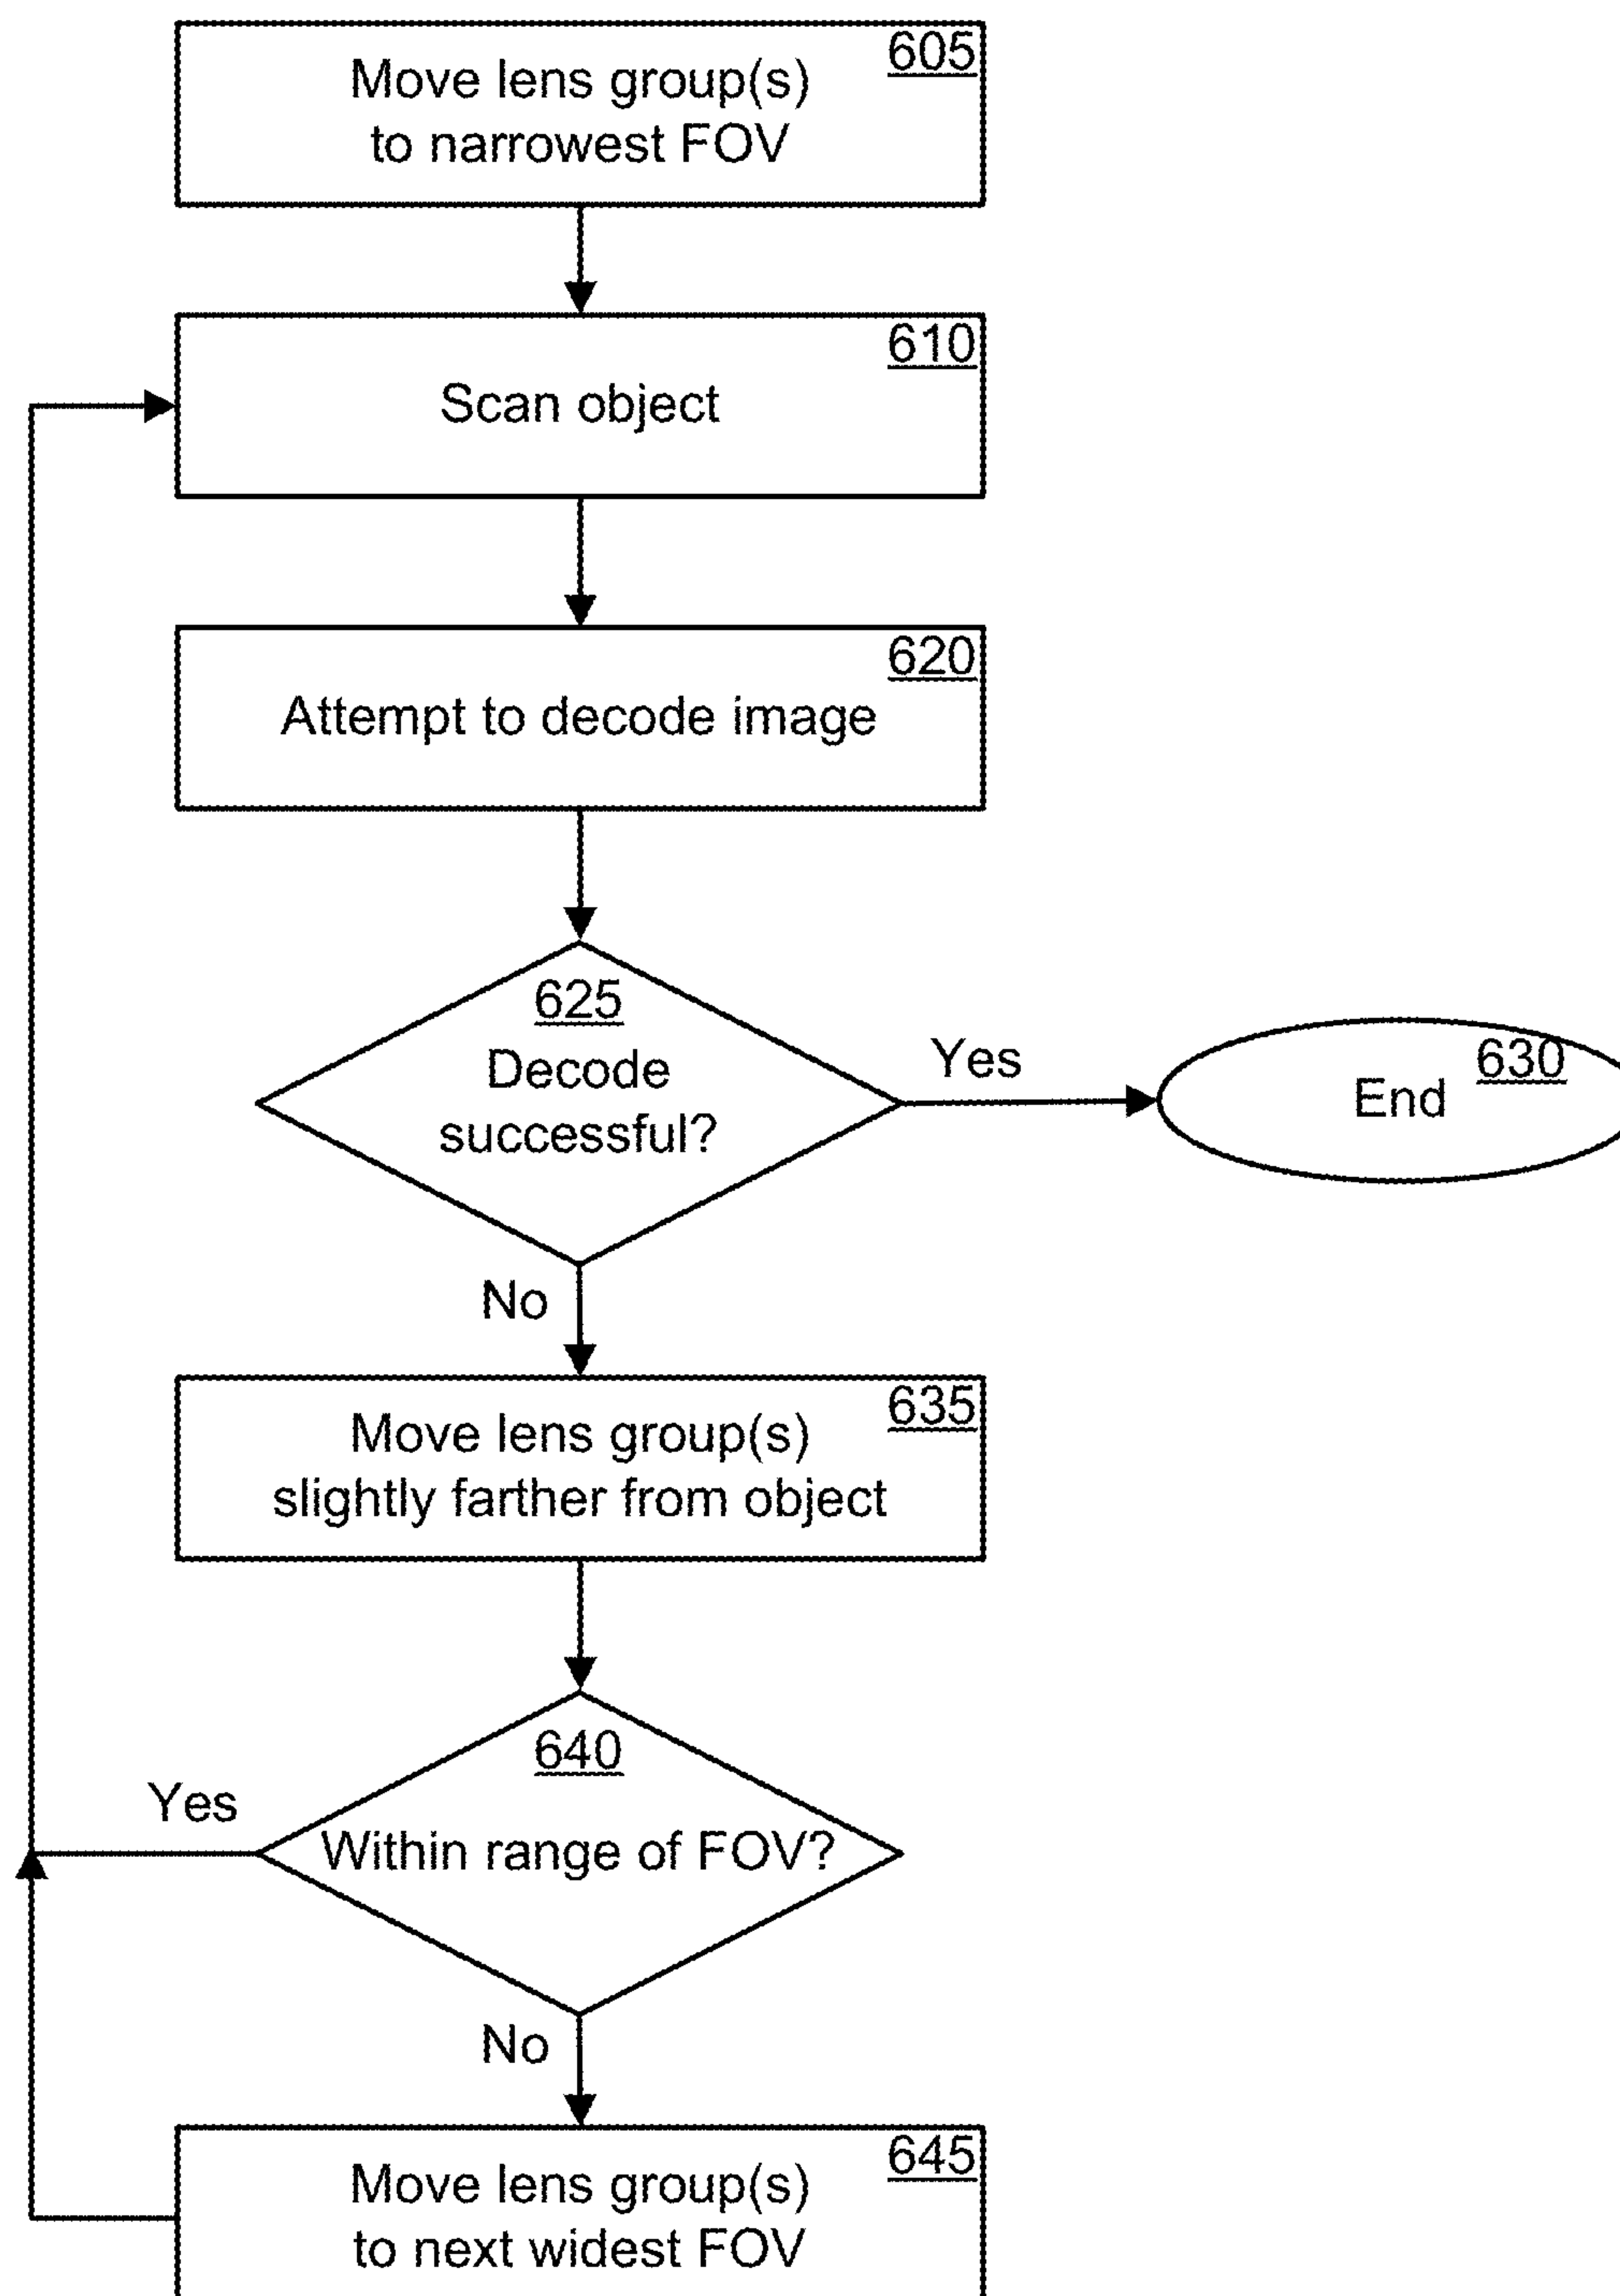 605
Move lens group(s)
to narrowest FOV
610
Scan object
620
Attempt to decode image
625
Decode
successful?
Yes
630
End
No
635
Move lens group(s)
slightly farther from object
640
Yes
Within range of FOV?
No
645
Move lens group(s)
to next widest FOV